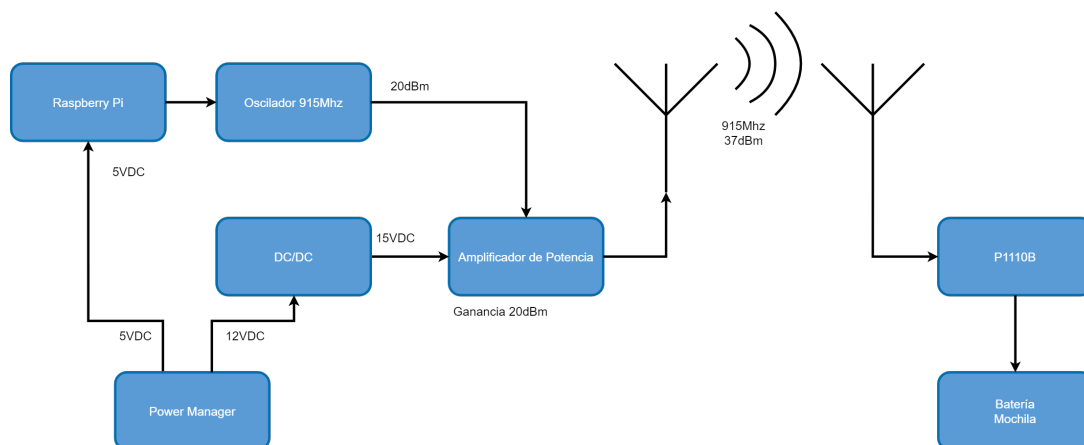 Raspberry Pi
Oscilador 915Mhz
20dBm
915Mhz
37dBm
5VDC
DC/DC
15VDC
Amplificador de Potencia
P1110B
Ganancia 20dBm
5VDC
12VDC
Power Manager
Batería
Mochila